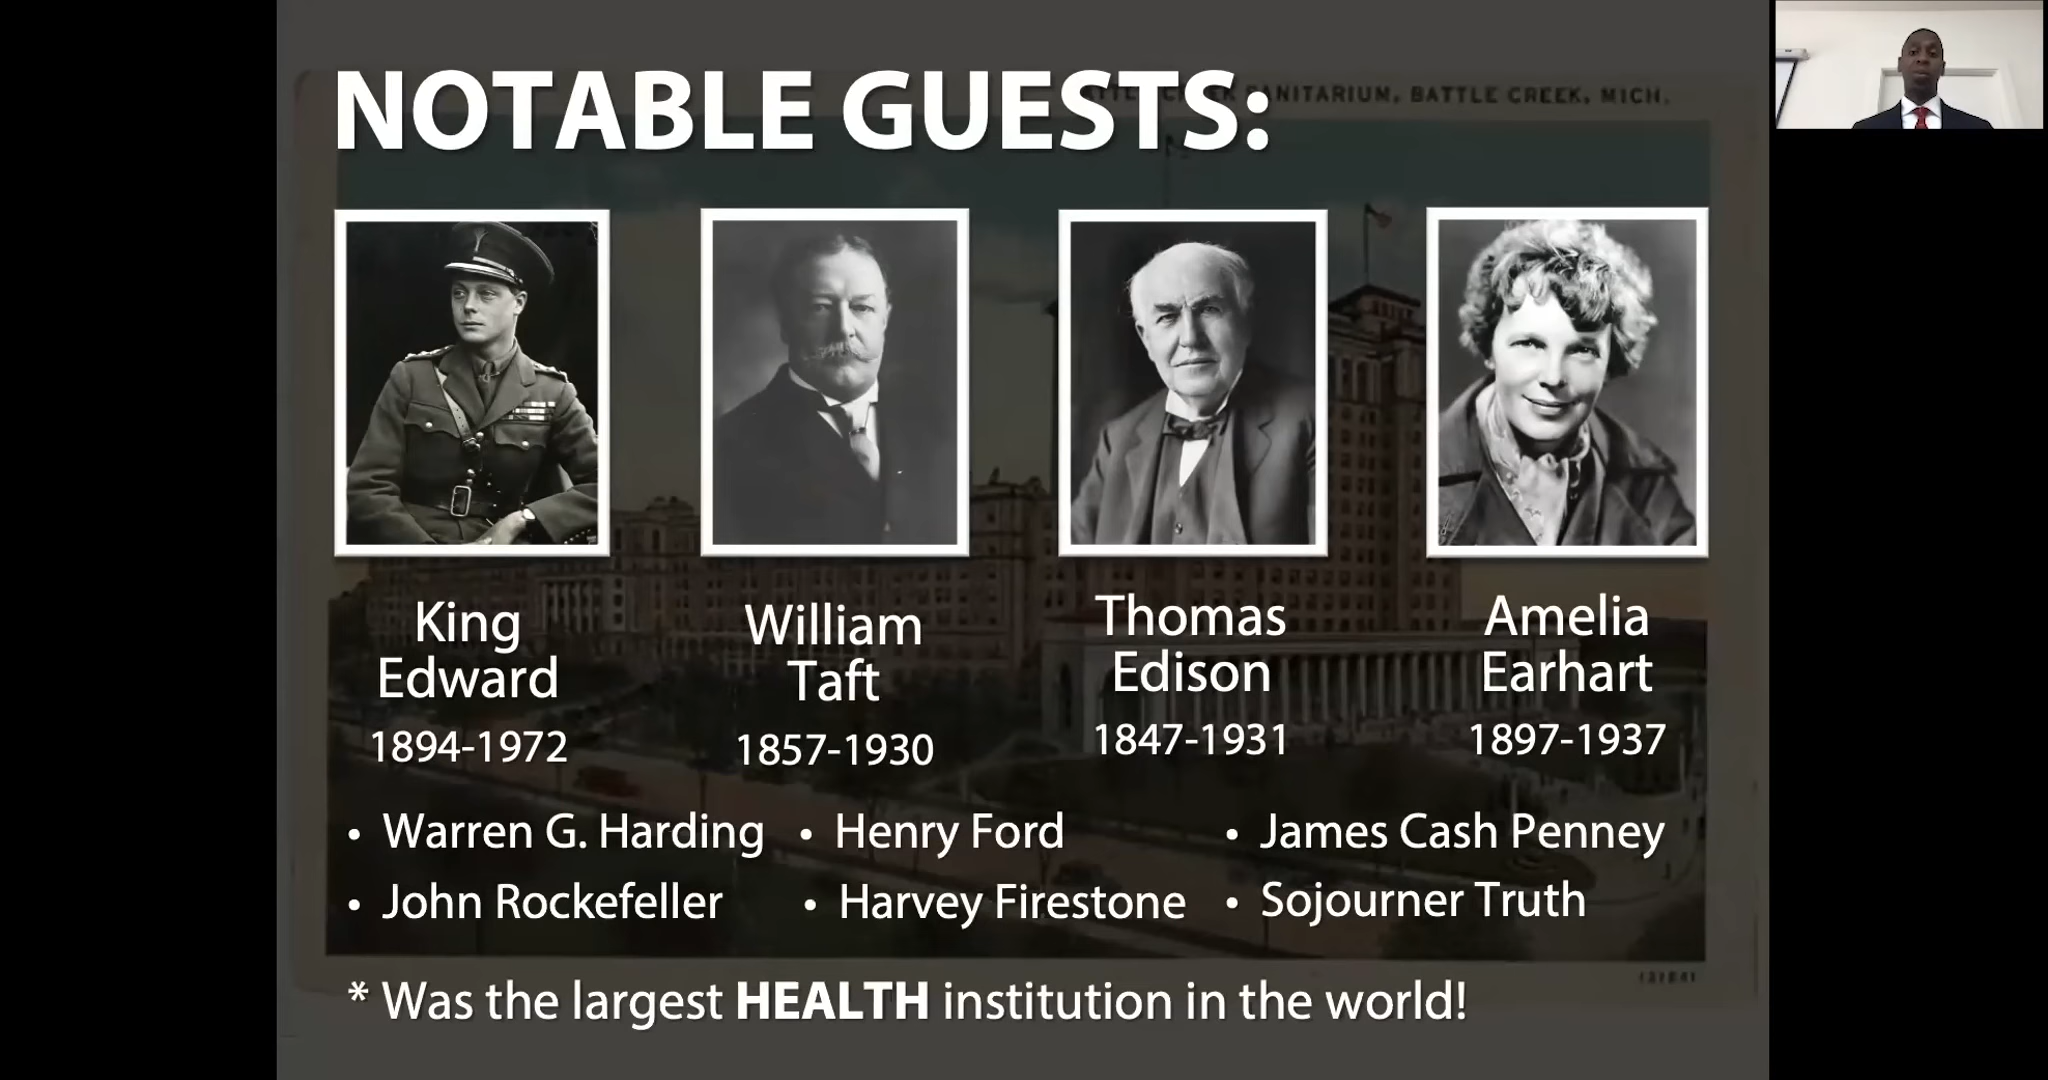 NOTABLE GUESTS:
SANITARIUM, BATTLE CREEK, MICH.
King
Edward
1894-1972
William
Taft
1857-1930
Thomas
Edison
1847-1931
Amelia
Earhart
1897-1937
• Warren G. Harding
• Henry Ford
• James Cash Penney
• John Rockefeller
• Harvey Firestone
• Sojourner Truth
* Was the largest HEALTH institution in the world!